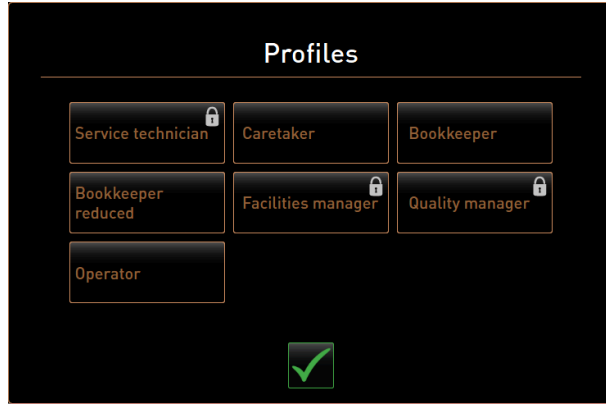 Profiles
Service technician
Caretaker
Bookkeeper
Bookkeeper
reduced
Facilities manager
Quality manager
Operator